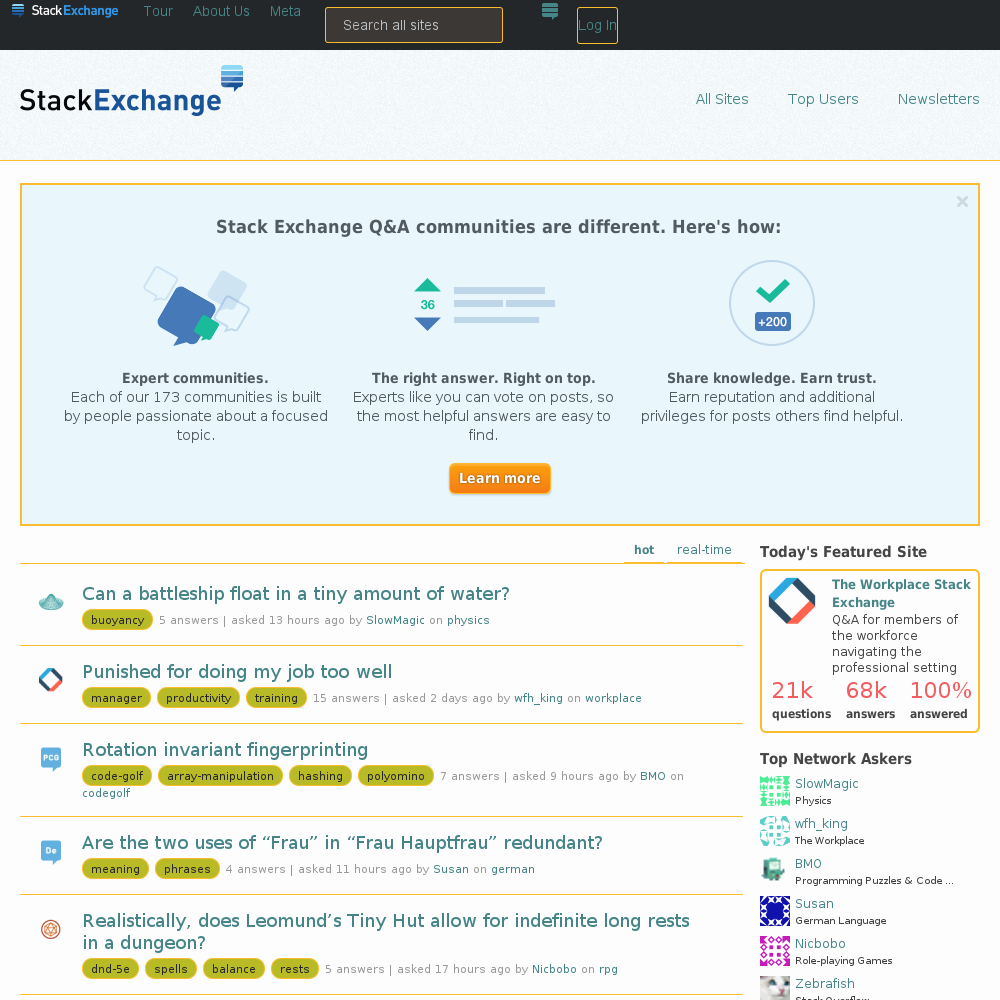 StackExchange Tour About Us Meta Search all sites Log In
StackExchange
All Sites Top Users Newsletters
Stack Exchange Q&A communities are different. Here's how:
36
+200
Expert communities.
Each of our 173 communities is built
by people passionate about a focused
topic.
The right answer. Right on top.
Experts like you can vote on posts, so
the most helpful answers are easy to
find.
Share knowledge. Earn trust.
Earn reputation and additional
privileges for posts others find helpful.
Learn more
hot real-time
Can a battleship float in a tiny amount of water?
buoyancy 5 answers | asked 13 hours ago by SlowMagic on physics
Punished for doing my job too well
manager productivity training 15 answers | asked 2 days ago by wfh_king on workplace
PCG
Rotation invariant fingerprinting
code-golf array-manipulation hashing polyomino 7 answers | asked 9 hours ago by BMO on
codegolf
De
Are the two uses of “Frau” in “Frau Hauptfrau” redundant?
meaning phrases 4 answers | asked 11 hours ago by Susan on german
Realistically, does Leomund’s Tiny Hut allow for indefinite long rests
in a dungeon?
dnd-5e spells balance rests 5 answers | asked 17 hours ago by Nicbobo on rpg
Today's Featured Site
The Workplace Stack
Exchange
Q&A for members of
the workforce
navigating the
professional setting
21k 68k 100%
questions answers answered
Top Network Askers
SlowMagic
Physics
wfh_king
The Workplace
BMO
Programming Puzzles & Code ...
Susan
German Language
Nicbobo
Role-playing Games
Zebrafish
Stack Overflow